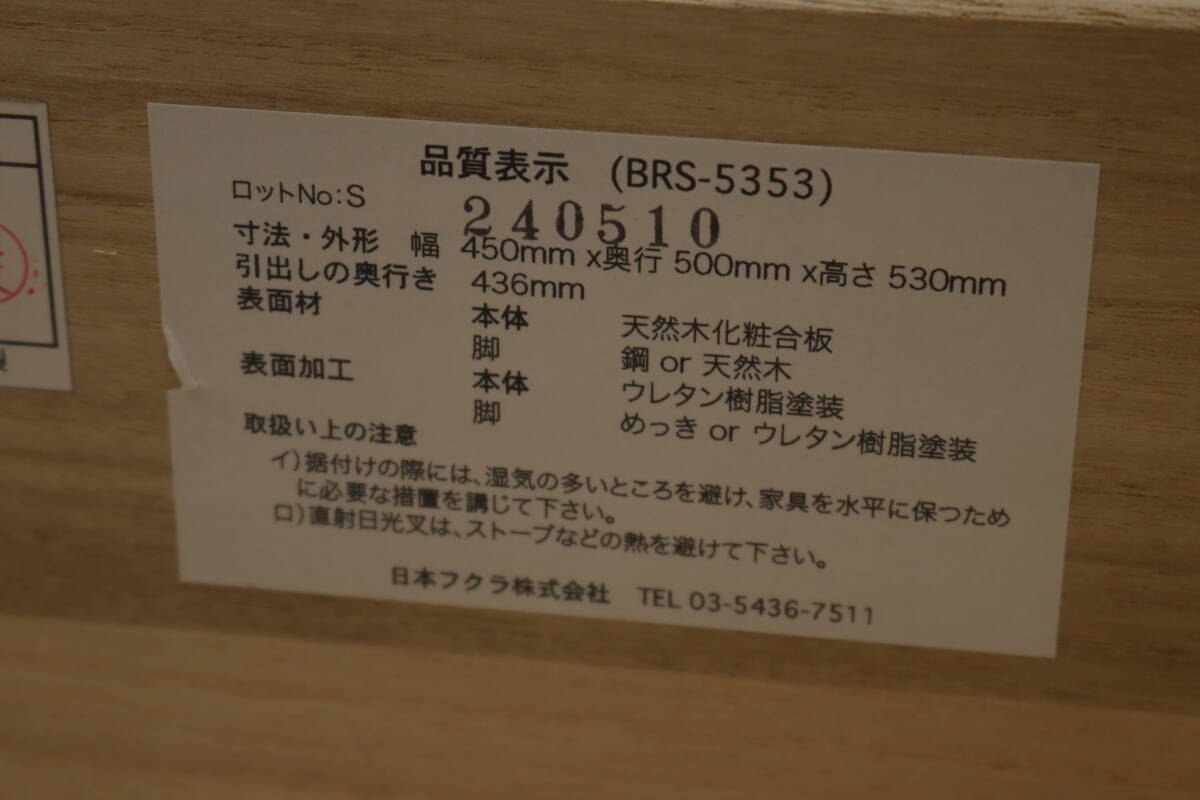 品質表示 (BRS-5353)
ロットNo:S 240510
寸法・外形 幅 450mm x奥行 500mm x高さ 530mm
引出しの奥行き 436mm
表面材 本体 天然木化粧合板
脚 鋼 or 天然木
表面加工 本体 ウレタン樹脂塗装
脚 めっき or ウレタン樹脂塗装
取扱い上の注意
イ)据付けの際には、湿気の多いところを避け、家具を水平に保つため
に必要な措置を講じて下さい。
ロ)直射日光又は、ストーブなどの熱を避けて下さい。
日本フクラ株式会社 TEL 03-5436-7511